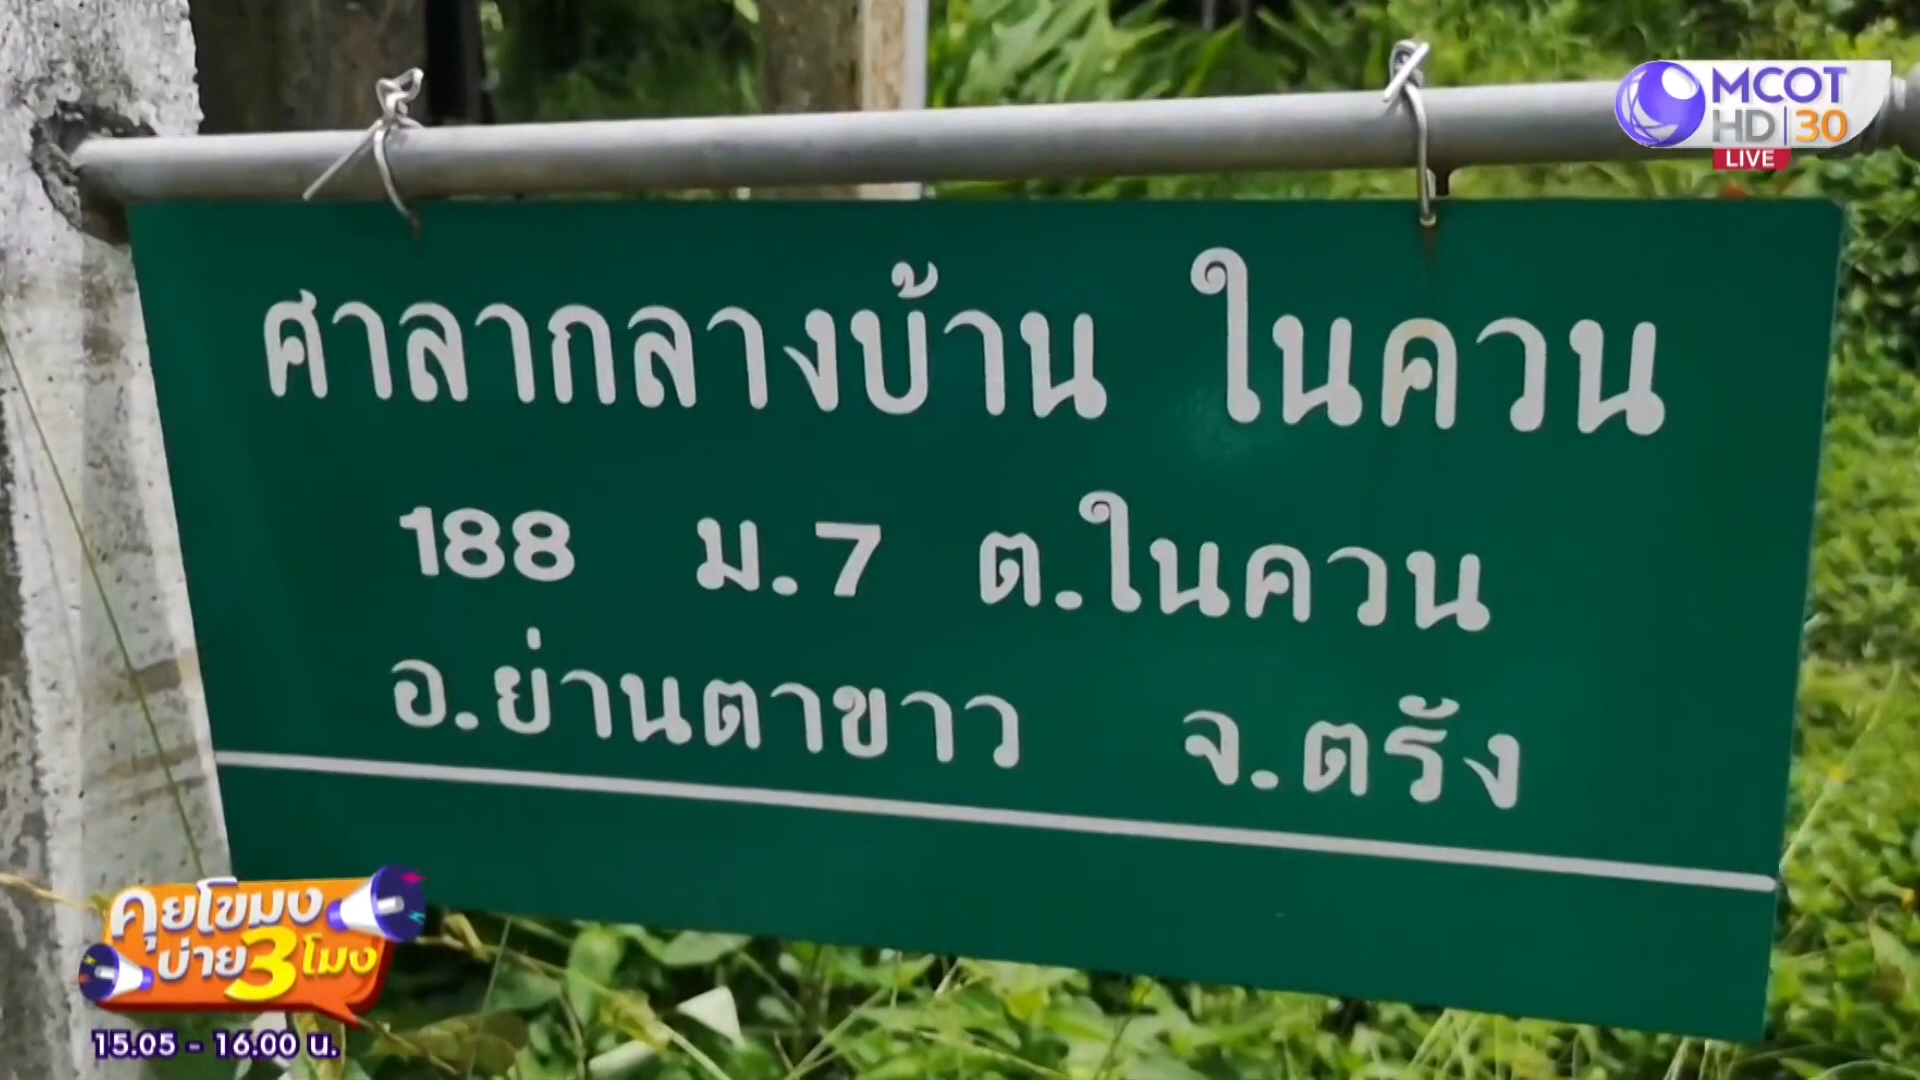 MCOT
HD 30
LIVE
ศาลากลางบ้าน ในควน
188 ม.7 ต.ในควน
อ.ย่านตาขาว จ.ตรัง
คุยโขมง
บ่าย 3 โมง
15.05 - 16.00 น.